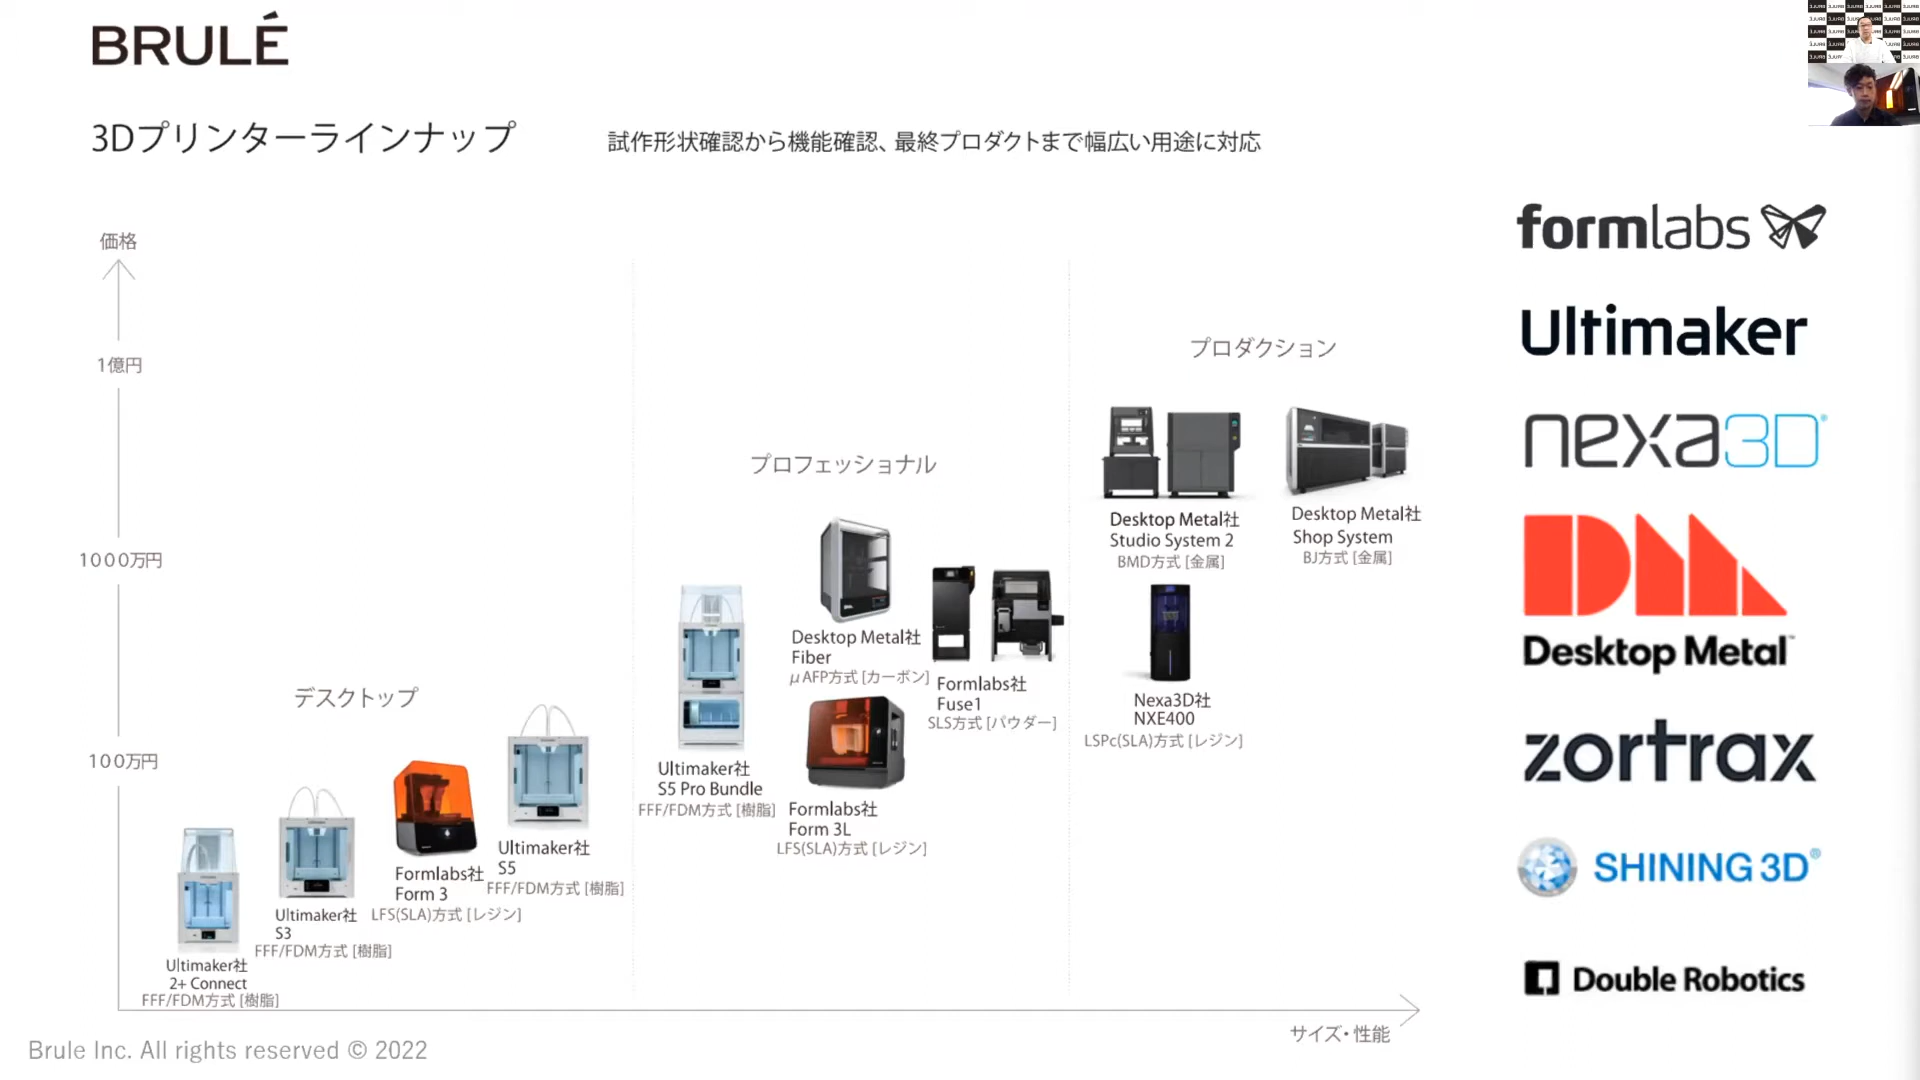 BRULÉ
3Dプリンターラインナップ
試作形状確認から機能確認、最終プロダクトまで幅広い用途に対応
価格
1億円
1000万円
100万円
デスクトップ
Ultimaker社
2+ Connect
FFF/FDM方式 [樹脂]
Ultimaker社
S3
FFF/FDM方式 [樹脂]
Formlabs社
Form 3
LFS(SLA)方式 [レジン]
Ultimaker社
S5
FFF/FDM方式 [樹脂]
プロフェッショナル
Ultimaker社
S5 Pro Bundle
FFF/FDM方式 [樹脂]
Desktop Metal社
Fiber
μAFP方式 [カーボン]
Formlabs社
Form 3L
LFS(SLA)方式 [レジン]
Formlabs社
Fuse1
SLS方式 [パウダー]
プロダクション
Desktop Metal社
Studio System 2
BMD方式 [金属]
Desktop Metal社
Shop System
BJ方式 [金属]
Nexa3D社
NXE400
LSPc(SLA)方式 [レジン]
サイズ・性能
formlabs
Ultimaker
nexa3D®
Desktop Metal™
zortrax
SHINING 3D®
Double Robotics
Brule Inc. All rights reserved © 2022